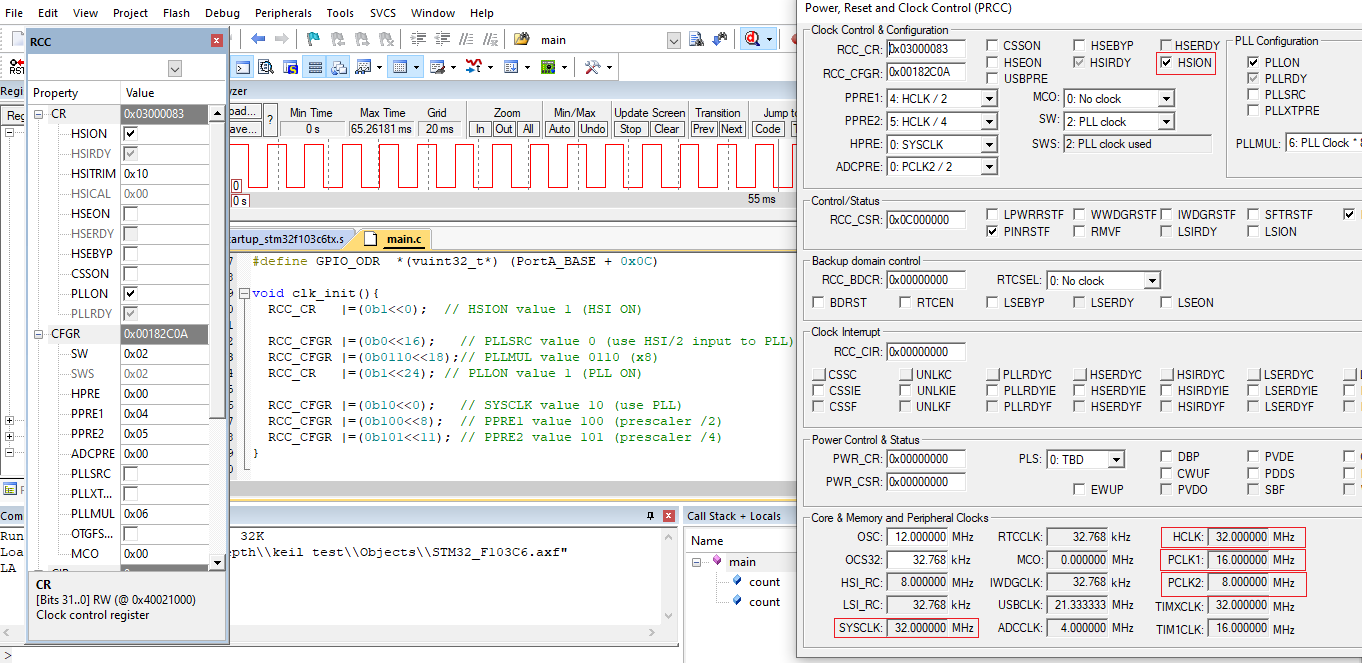 File Edit View Project Flash Debug Peripherals Tools SVCS Window Help
main
RST
Regi
Reg
RCC
Property Value
CR 0x03000083
HSION
HSIRDY
HSITRIM 0x10
HSICAL 0x00
HSEON
HSERDY
HSEBYP
CSSON
PLLON
PLLRDY
CFGR 0x00182C0A
SW 0x02
SWS 0x02
HPRE 0x00
PPRE1 0x04
PPRE2 0x05
ADCPRE 0x00
PLLSRC
PLLXT...
PLLMUL 0x06
OTGFS...
MCO 0x00
CR
[Bits 31..0] RW (@ 0x40021000)
Clock control register
yzer
oad... ? Min Time Max Time Grid Zoom Min/Max Update Screen Transition Jump to
ave... 0 s 65.26181 ms 20 ms In Out All Auto Undo Stop Clear Prev Next Code T
0
0 s 55 ms
tartup_stm32f103c6tx.s main.c
#define GPIO_ODR *(vuint32_t*) (PortA_BASE + 0x0C)
void clk_init(){
RCC_CR |=(0b1<<0); // HSION value 1 (HSI ON)
RCC_CFGR |=(0b0<<16); // PLLSRC value 0 (use HSI/2 input to PLL)
RCC_CFGR |=(0b0110<<18);// PLLMUL value 0110 (x8)
RCC_CR |=(0b1<<24); // PLLON value 1 (PLL ON)
RCC_CFGR |=(0b10<<0); // SYSCLK value 10 (use PLL)
RCC_CFGR |=(0b100<<8); // PPRE1 value 100 (prescaler /2)
RCC_CFGR |=(0b101<<11); // PPRE2 value 101 (prescaler /4)
}
Com
Run 32K
Loa depth\\keil test\\Objects\\STM32_F103C6.axf"
LA
>
Call Stack + Locals
Name
main
count
count
Power, Reset and Clock Control (PRCC)
Clock Control & Configuration
RCC_CR: 0x03000083 CSSON HSEBYP HSERDY
HSEON HSIRDY HSION
RCC_CFGR: 0x00182C0A USBPRE
PPRE1: 4: HCLK / 2 MCO: 0: No clock
PPRE2: 5: HCLK / 4 SW: 2: PLL clock
HPRE: 0: SYSCLK SWS: 2: PLL clock used
ADCPRE: 0: PCLK2 / 2
PLL Configuration
PLLON
PLLRDY
PLLSRC
PLLXTPRE
PLLMUL: 6: PLL Clock * 8
Control/Status
RCC_CSR: 0x0C000000 LPWRRSTF WWDGRSTF IWDGRSTF SFTRSTF
PINRSTF RMVF LSIRDY LSION
Backup domain control
RCC_BDCR: 0x00000000 RTCSEL: 0: No clock
BDRST RTCEN LSEBYP LSERDY LSEON
Clock Interrupt
RCC_CIR: 0x00000000
CSSC UNLKC PLLRDYC HSERDYC HSIRDYC LSERDYC
CSSIE UNLKIE PLLRDYIE HSERDYIE HSIRDYIE LSERDYIE
CSSF UNLKF PLLRDYF HSERDYF HSIRDYF LSERDYF
Power Control & Status
PWR_CR: 0x00000000 PLS: 0: TBD DBP PVDE
CWUF PDDS
PWR_CSR: 0x00000000 EWUP PVDO SBF
Core & Memory and Peripheral Clocks
OSC: 12.000000 MHz RTCCLK: 32.768 kHz HCLK: 32.000000 MHz
OCS32: 32.768 kHz MCO: 0.000000 MHz PCLK1: 16.000000 MHz
HSI_RC: 8.000000 MHz IWDGCLK: 32.768 kHz PCLK2: 8.000000 MHz
LSI_RC: 32.768 kHz USBCLK: 21.333333 MHz TIMXCLK: 32.000000 MHz
SYSCLK: 32.000000 MHz ADCCLK: 4.000000 MHz TIM1CLK: 16.000000 MHz